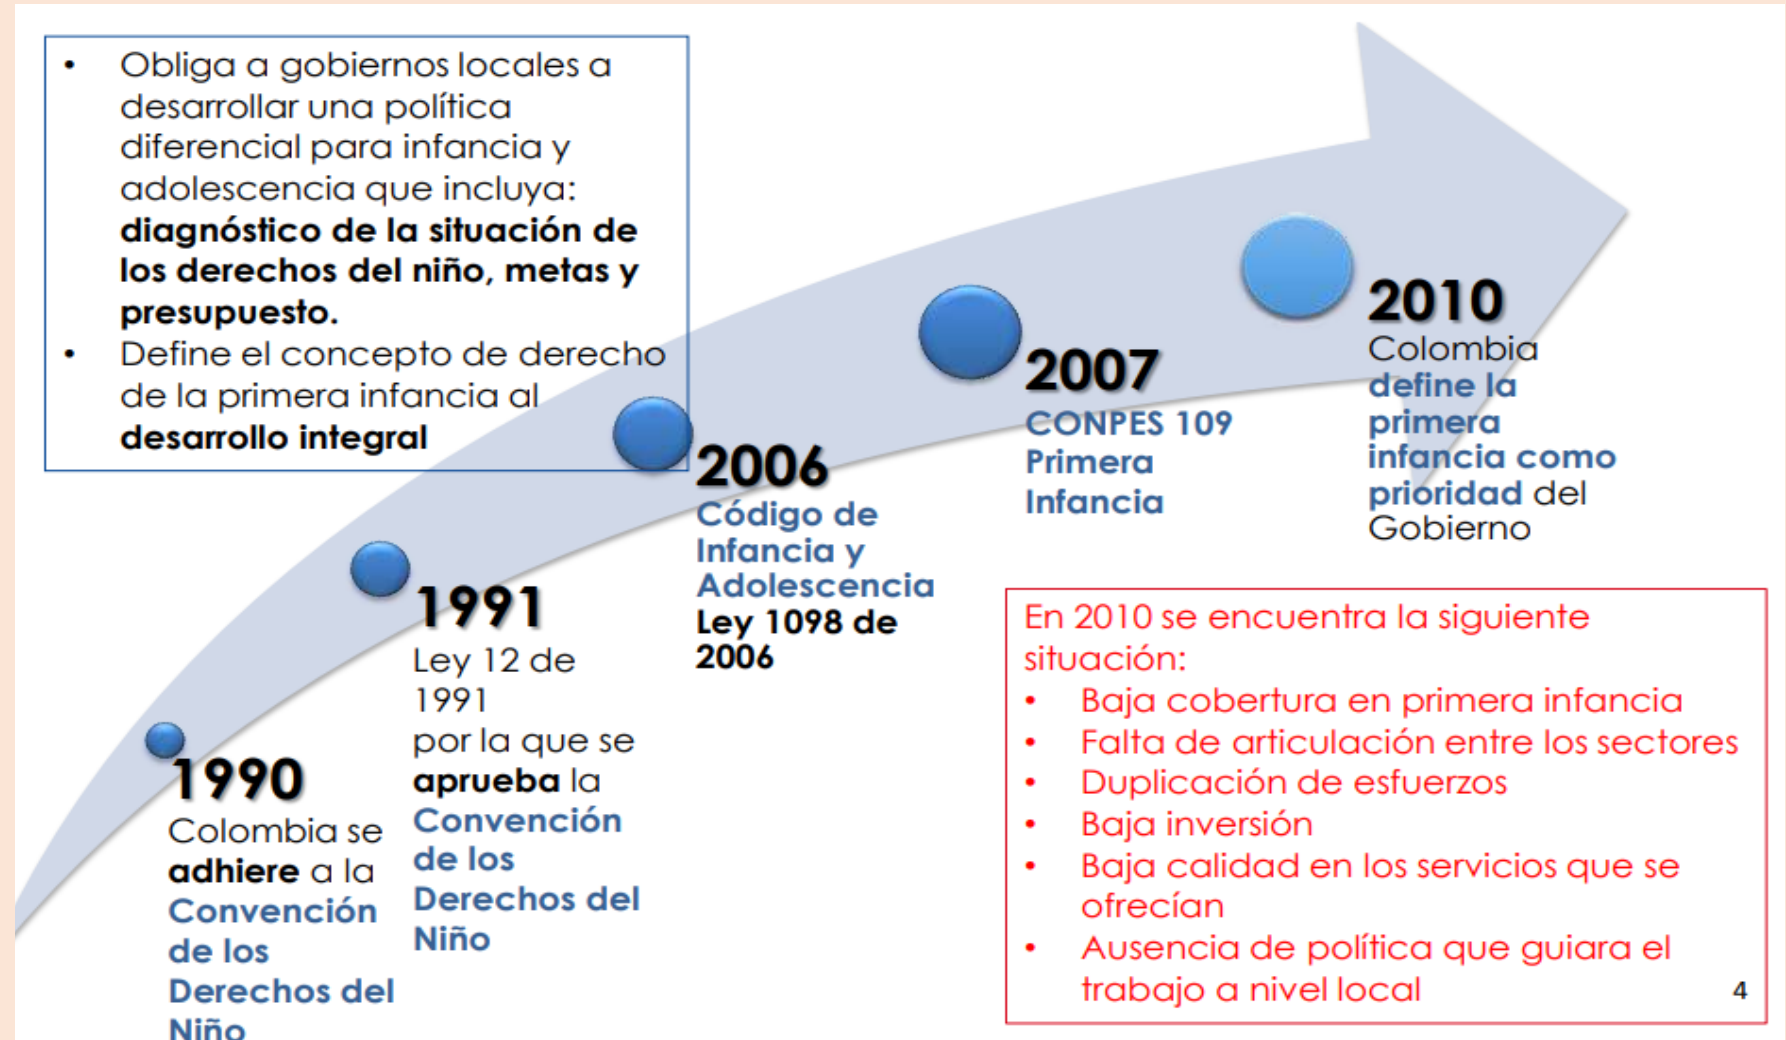 • Obliga a gobiernos locales a
desarrollar una política
diferencial para infancia y
adolescencia que incluya:
diagnóstico de la situación de
los derechos del niño, metas y
presupuesto.
• Define el concepto de derecho
de la primera infancia al
desarrollo integral
1990
Colombia se
adhiere a la
Convención
de los
Derechos del
Niño
1991
Ley 12 de
1991
por la que se
aprueba la
Convención
de los
Derechos del
Niño
2006
Código de
Infancia y
Adolescencia
Ley 1098 de
2006
2007
CONPES 109
Primera
Infancia
2010
Colombia
define la
primera
infancia como
prioridad del
Gobierno
En 2010 se encuentra la siguiente
situación:
• Baja cobertura en primera infancia
• Falta de articulación entre los sectores
• Duplicación de esfuerzos
• Baja inversión
• Baja calidad en los servicios que se
ofrecían
• Ausencia de política que guiara el
trabajo a nivel local
4